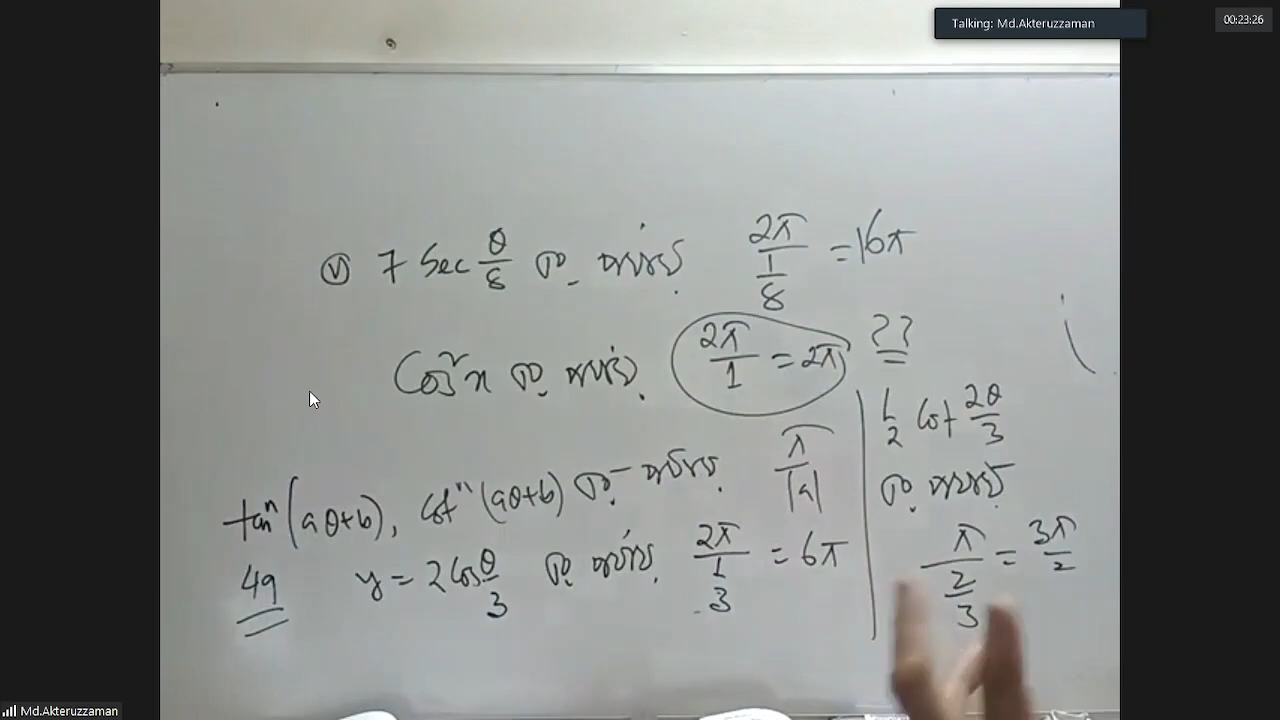 Talking: Md.Akteruzzaman
00:23:26
(v) 7 Sec θ/8 এর পর্যায় 2π/(1/8) = 16π
Cos²x এর পর্যায় 2π/1 = 2π ??
tanⁿ(aθ+b), cotⁿ(aθ+b) এর পর্যায় π/|a|
49 y = 2Cos θ/3 এর পর্যায় 2π/(1/3) = 6π
1/2 Cot 2θ/3
এর পর্যায়
π/(2/3) = 3π/2
Md.Akteruzzaman